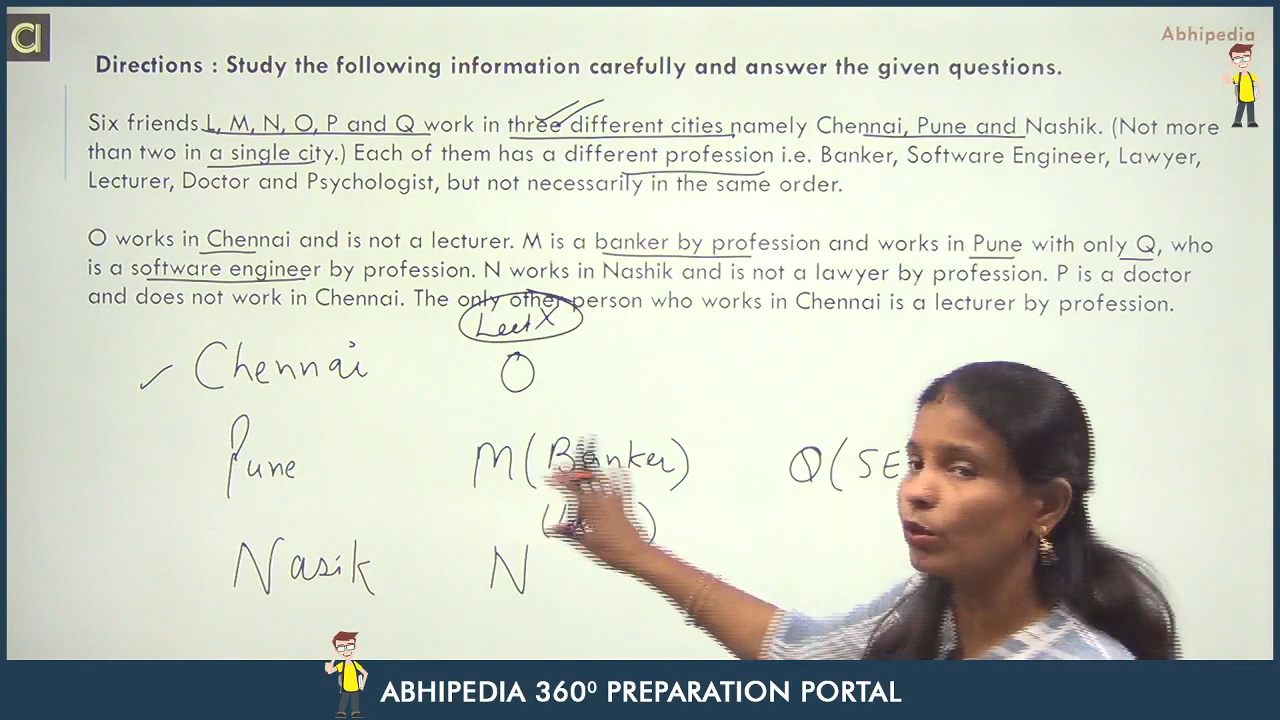 Abhipedia
Directions : Study the following information carefully and answer the given questions.
Six friends L, M, N, O, P and Q work in three different cities namely Chennai, Pune and Nashik. (Not more
than two in a single city.) Each of them has a different profession i.e. Banker, Software Engineer, Lawyer,
Lecturer, Doctor and Psychologist, but not necessarily in the same order.
O works in Chennai and is not a lecturer. M is a banker by profession and works in Pune with only Q, who
is a software engineer by profession. N works in Nashik and is not a lawyer by profession. P is a doctor
and does not work in Chennai. The only other person who works in Chennai is a lecturer by profession.
Lect X
Chennai O
Pune M (Banker) Q (SE
Nasik N
ABHIPEDIA 360⁰ PREPARATION PORTAL